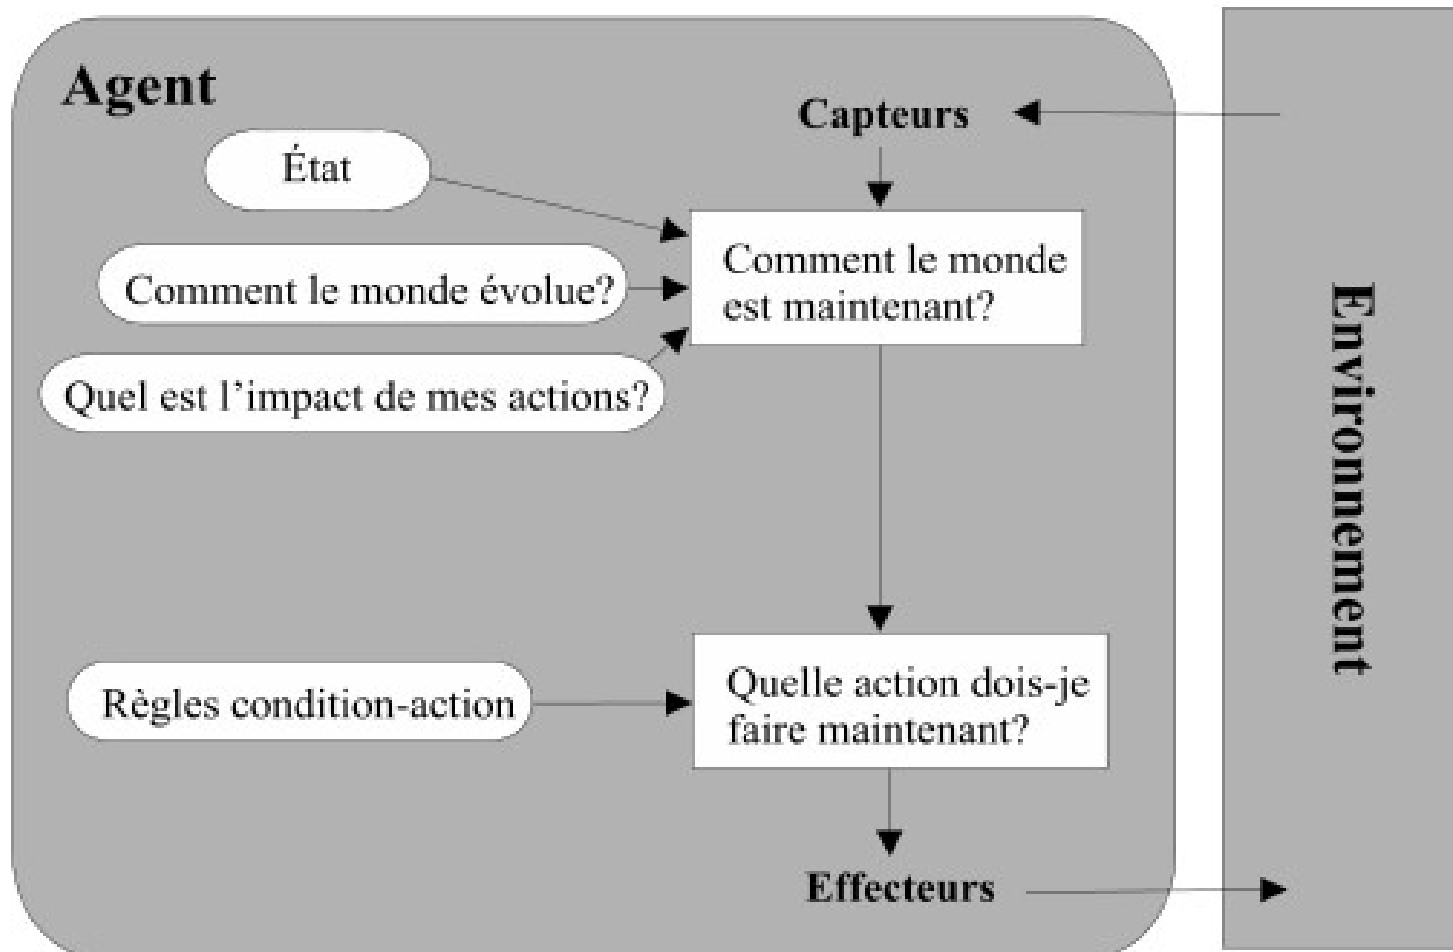 Agent
Capteurs
État
Comment le monde
est maintenant?
Comment le monde évolue?
Quel est l’impact de mes actions?
Environnement
Règles condition-action
Quelle action dois-je
faire maintenant?
Effecteurs